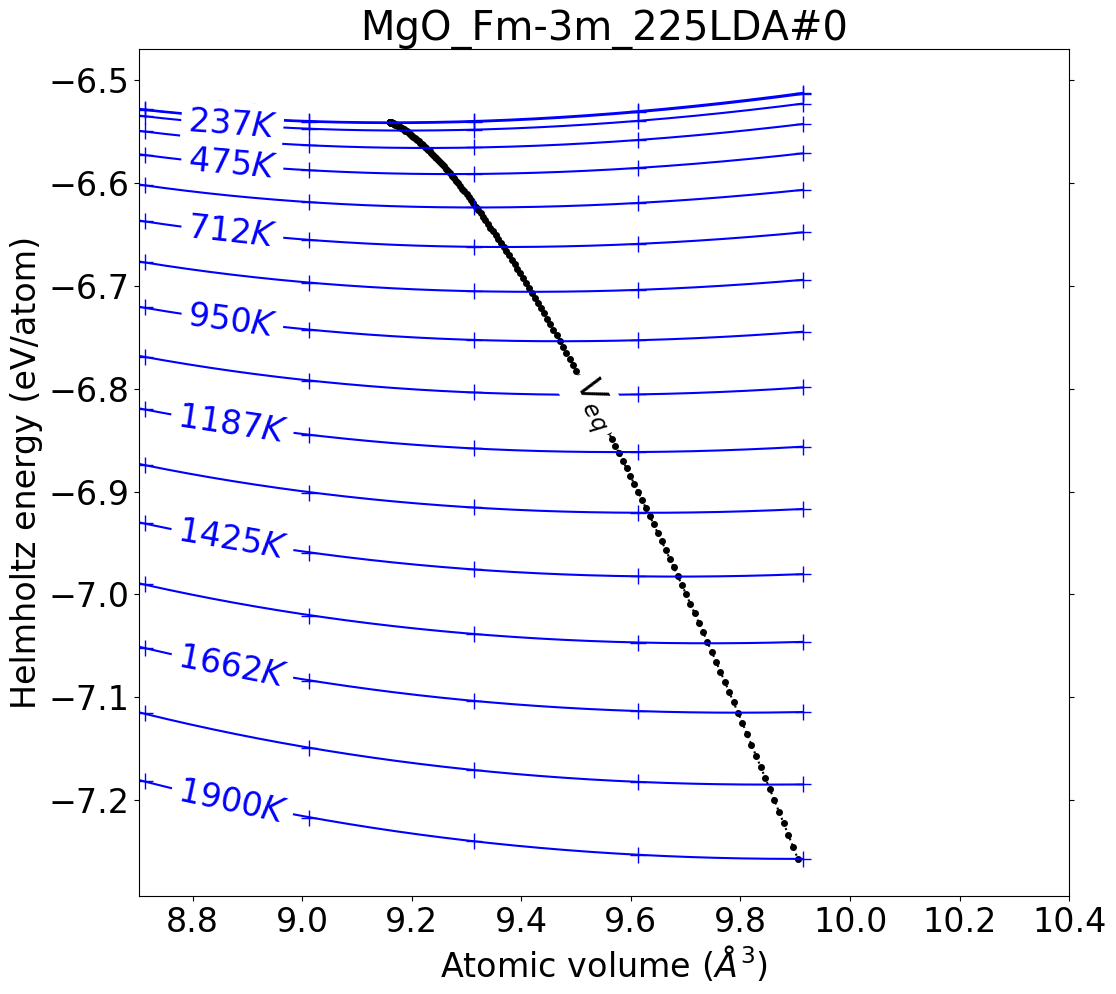 MgO_Fm-3m_225LDA#0
Helmholtz energy (eV/atom)
−6.5
−6.6
−6.7
−6.8
−6.9
−7.0
−7.1
−7.2
237K
475K
712K
950K
1187K
1425K
1662K
1900K
V_eq
8.8 9.0 9.2 9.4 9.6 9.8 10.0 10.2 10.4
Atomic volume (Å³)